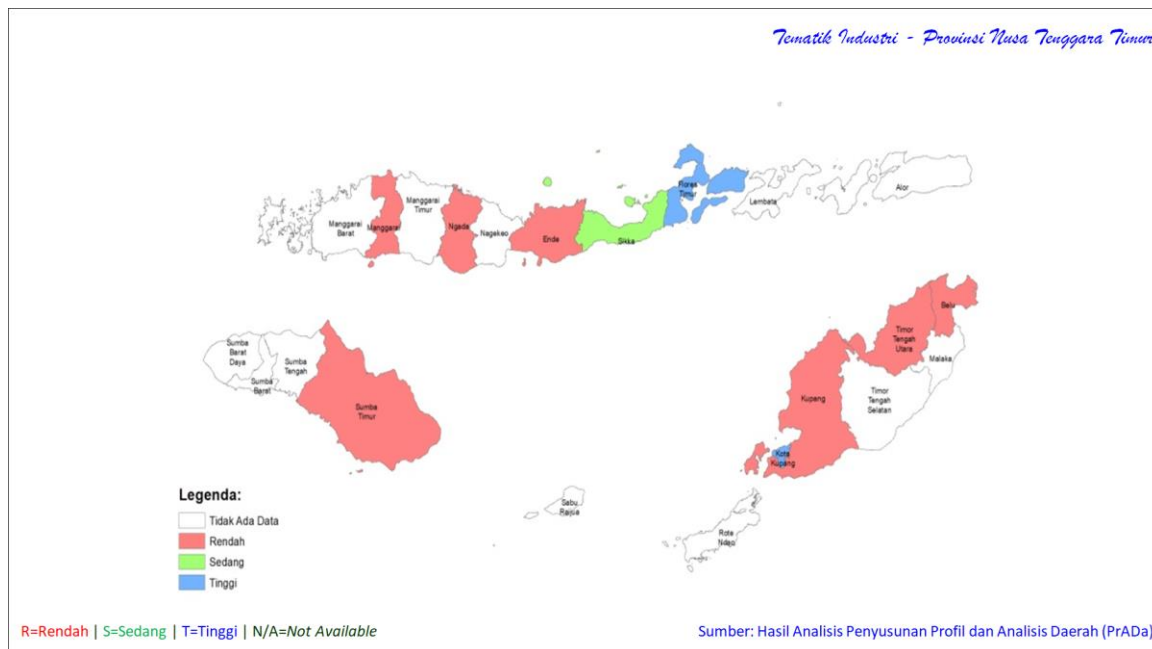 Tematik Industri - Provinsi Nusa Tenggara Timur
Alor
Flores
Timur
Lembata
Manggarai
Timur
Manggarai
Barat
Manggarai
Ngada
Nagekeo
Ende
Sikka
Belu
Timor
Tengah
Utara
Malaka
Sumba
Barat
Daya
Sumba
Tengah
Sumba
Barat
Sumba
Timur
Kupang
Timor
Tengah
Selatan
Kota
Kupang
Sabu
Raijua
Rote
Ndao
Legenda:
Tidak Ada Data
Rendah
Sedang
Tinggi
R=Rendah | S=Sedang | T=Tinggi | N/A=Not Available
Sumber: Hasil Analisis Penyusunan Profil dan Analisis Daerah (PrADa)